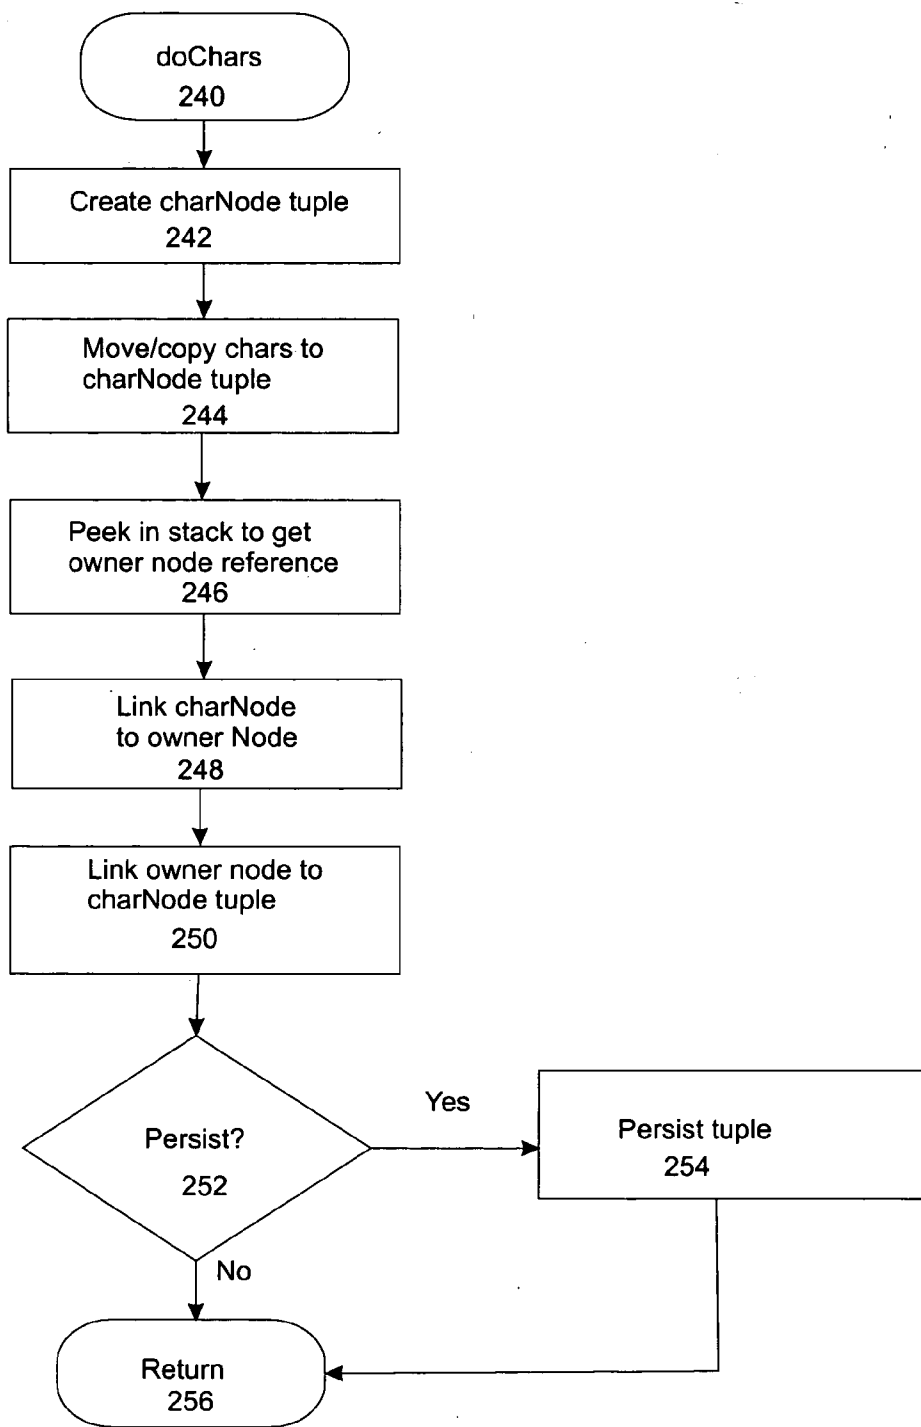 doChars
240
Create charNode tuple
242
Move/copy chars to
charNode tuple
244
Peek in stack to get
owner node reference
246
Link charNode
to owner Node
248
Link owner node to
charNode tuple
250
Persist?
252
Yes
Persist tuple
254
No
Return
256